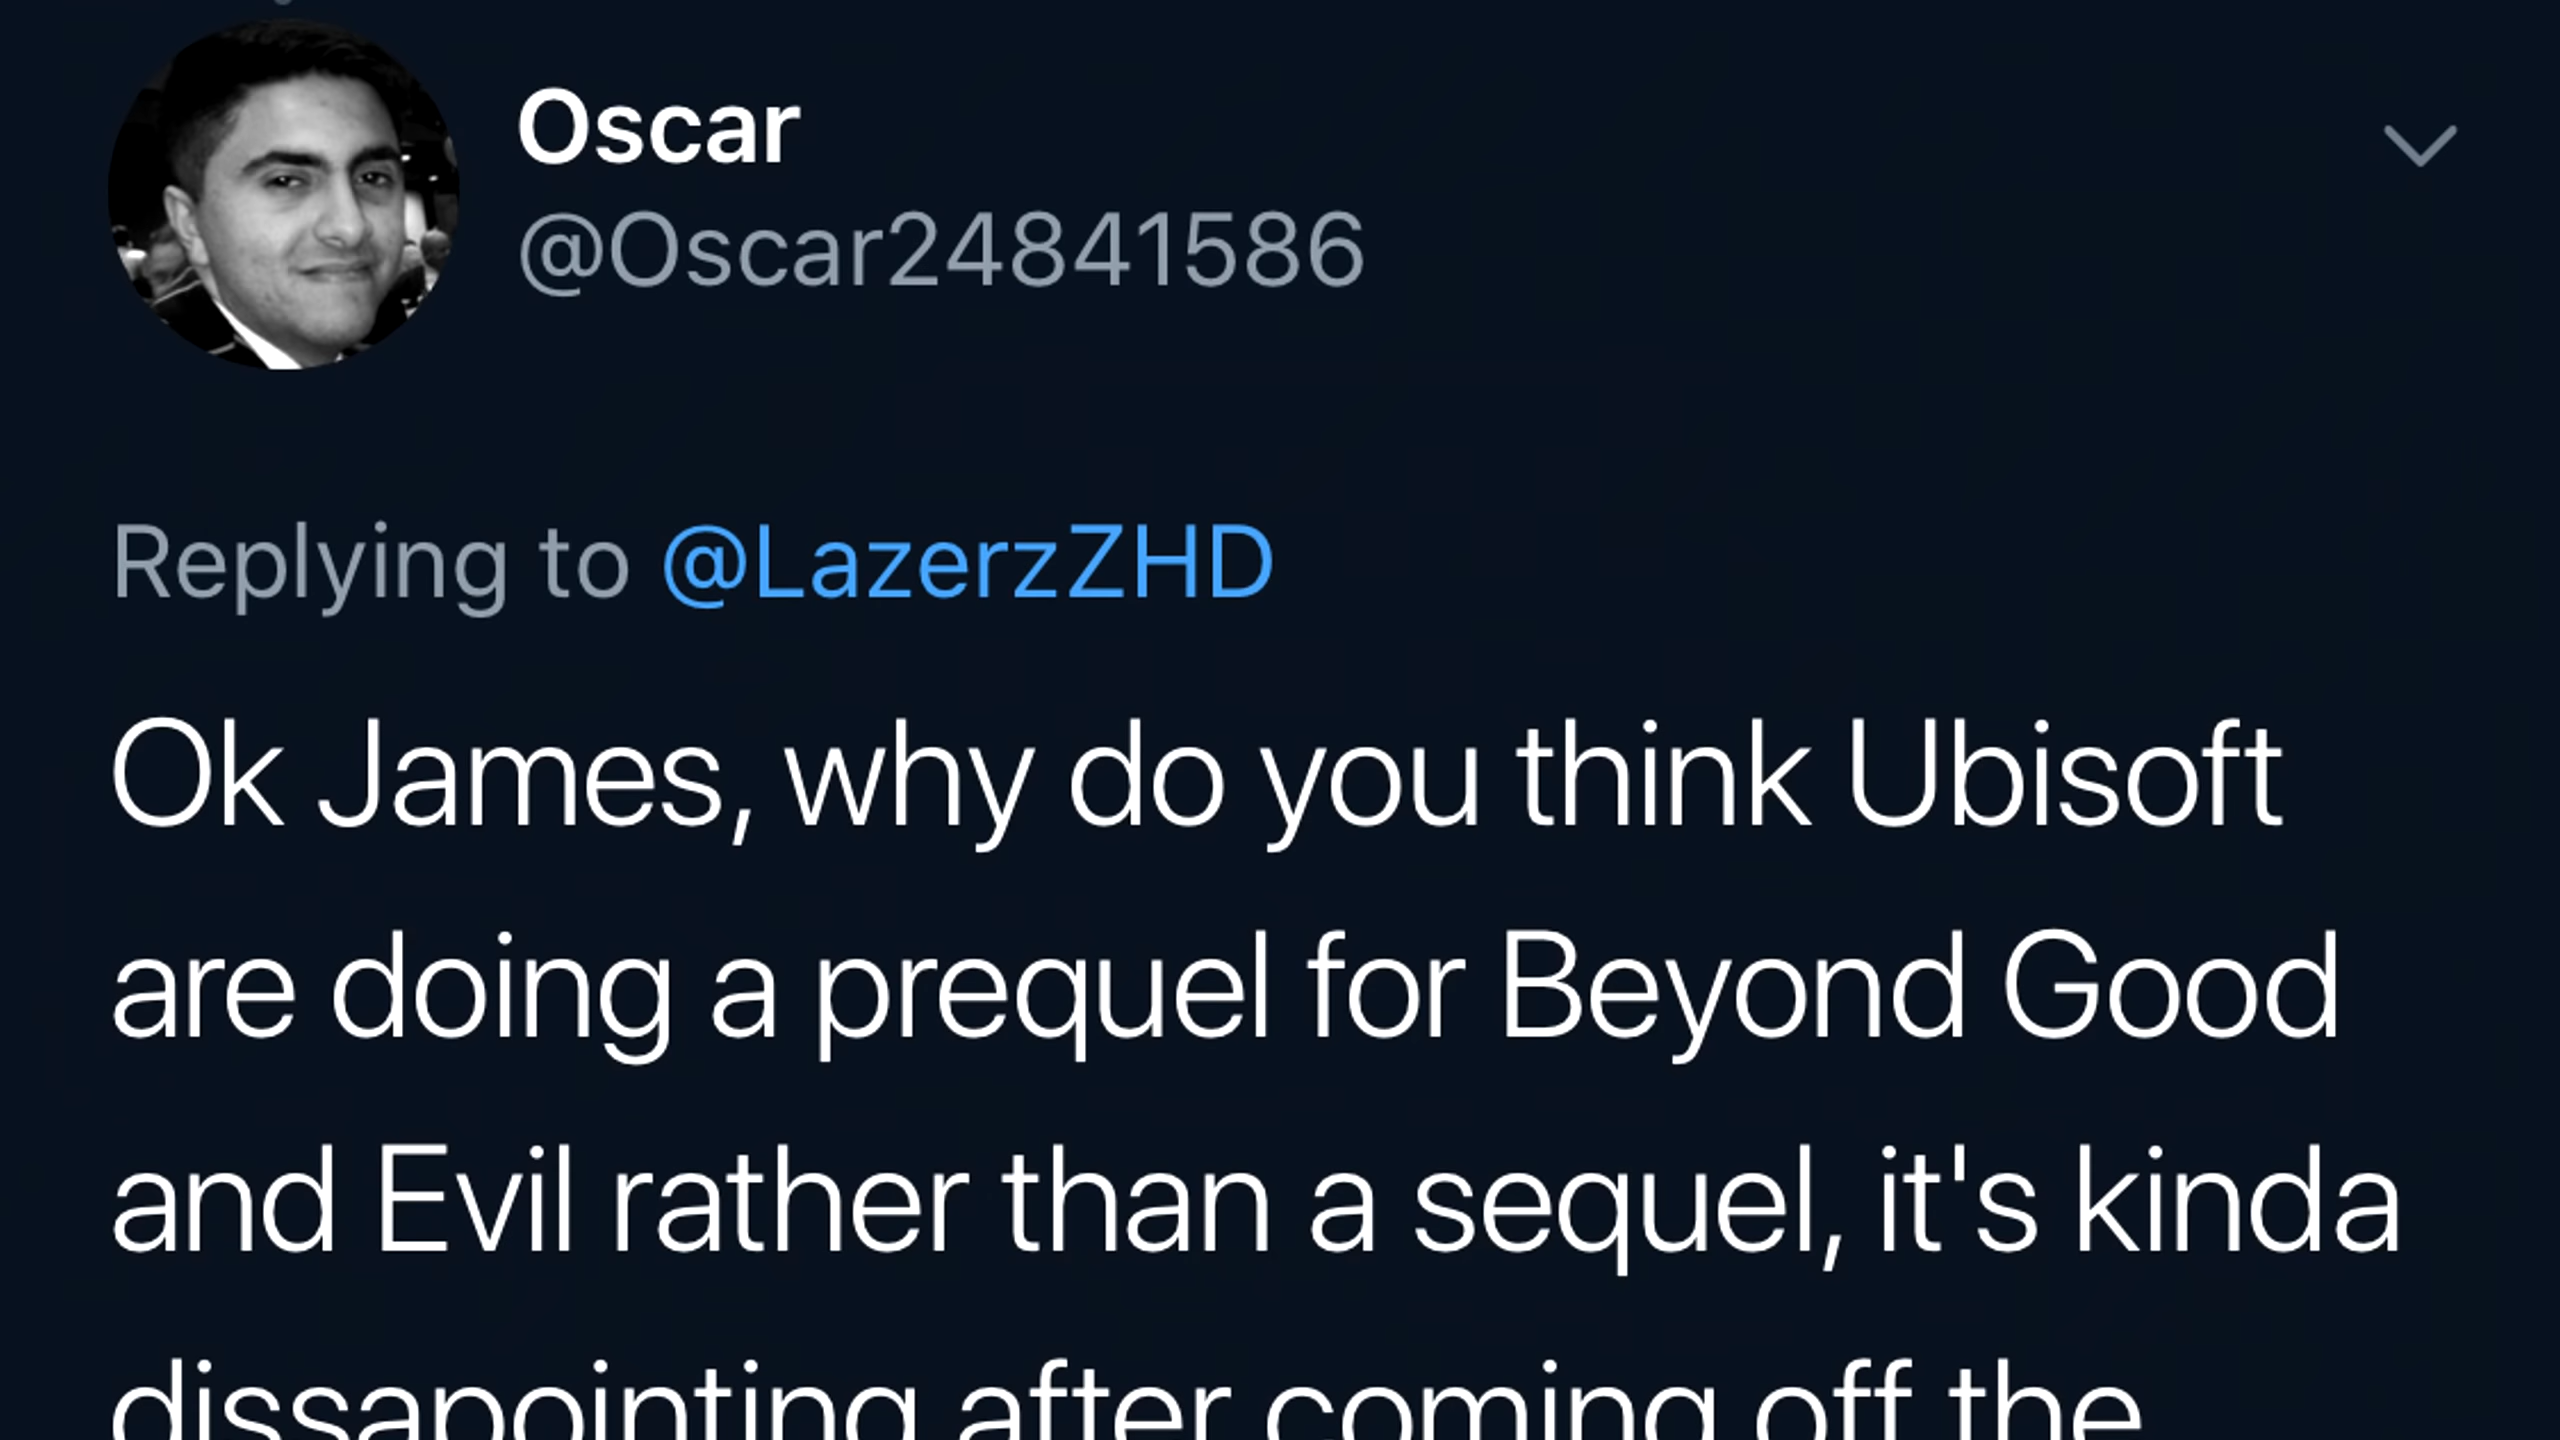 Oscar
@Oscar24841586
Replying to @LazerzZHD
Ok James, why do you think Ubisoft
are doing a prequel for Beyond Good
and Evil rather than a sequel, it's kinda
dissapointing after coming off the